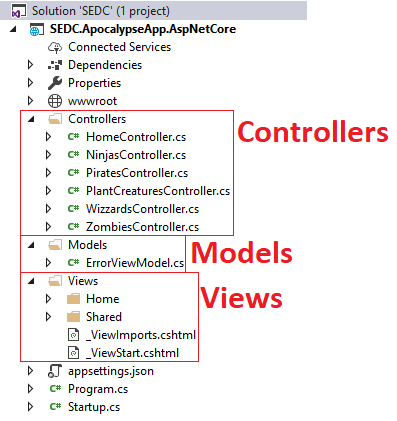 Solution 'SEDC' (1 project)
SEDC.ApocalypseApp.AspNetCore
Connected Services
Dependencies
Properties
wwwroot
Controllers
C# HomeController.cs
Controllers
C# NinjasController.cs
C# PiratesController.cs
C# PlantCreaturesController.cs
C# WizzardsController.cs
C# ZombiesController.cs
Models
Models
C# ErrorViewModel.cs
Views
Views
Home
Shared
_ViewImports.cshtml
_ViewStart.cshtml
appsettings.json
C# Program.cs
C# Startup.cs